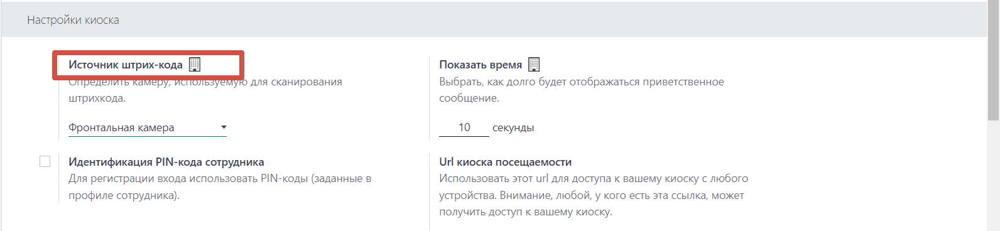 Настройки киоска
Источник штрих-кода
Определить камеру, используемую для сканирования
штрихкода.
Фронтальная камера
Показать время
Выбрать, как долго будет отображаться приветственное
сообщение.
10 секунды
Идентификация PIN-кода сотрудника
Для регистрации входа использовать PIN-коды (заданные в
профиле сотрудника).
Url киоска посещаемости
Использовать этот url для доступа к вашему киоску с любого
устройства. Внимание, любой, у кого есть эта ссылка, может
получить доступ к вашему киоску.